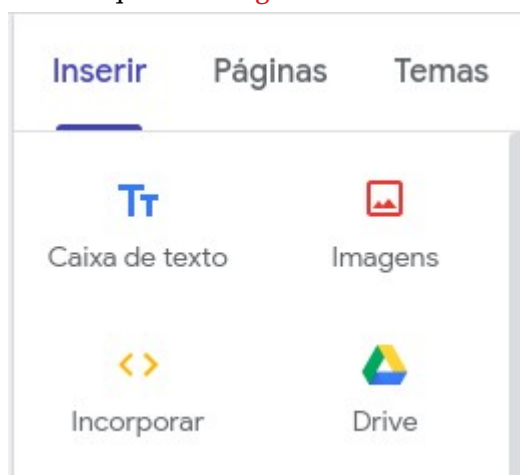 Inserir Páginas Temas
Tт
Caixa de texto Imagens
Incorporar Drive